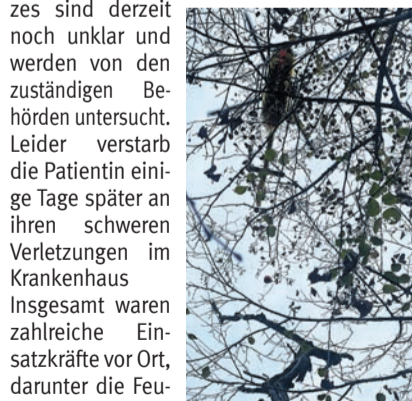 zes sind derzeit
noch unklar und
werden von den
zuständigen Be-
hörden untersucht.
Leider verstarb
die Patientin eini-
ge Tage später an
ihren schweren
Verletzungen im
Krankenhaus
Insgesamt waren
zahlreiche Ein-
satzkräfte vor Ort,
darunter die Feu-